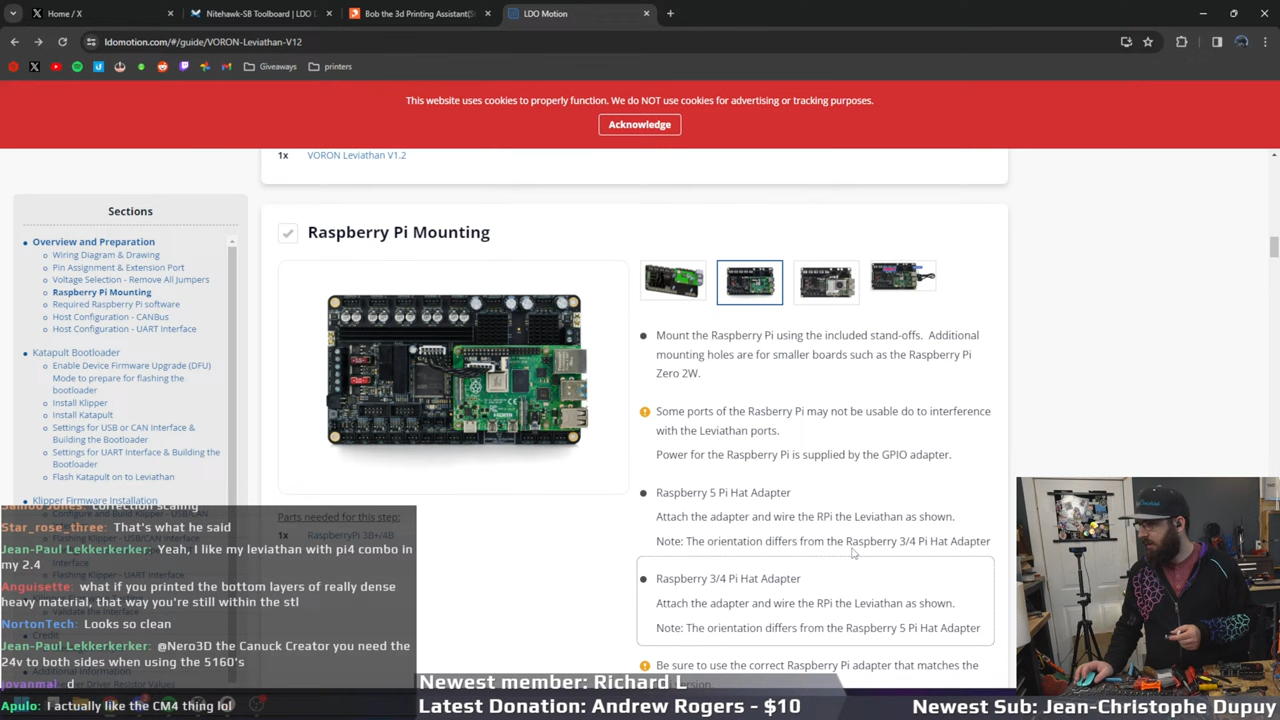 Home / X
Nitehawk-SB Toolboard | LDO D
Bob the 3d Printing Assistant(S
LDO Motion
ldomotion.com/#/guide/VORON-Leviathan-V12
Giveaways
printers
This website uses cookies to properly function. We do NOT use cookies for advertising or tracking purposes.
Acknowledge
1x VORON Leviathan V1.2
Sections
Overview and Preparation
Wiring Diagram & Drawing
Pin Assignment & Extension Port
Voltage Selection - Remove All Jumpers
Raspberry Pi Mounting
Required Raspberry Pi software
Host Configuration - CANBus
Host Configuration - UART Interface
Katapult Bootloader
Enable Device Firmware Upgrade (DFU)
Mode to prepare for flashing the
bootloader
Install Klipper
Install Katapult
Settings for USB or CAN Interface &
Building the Bootloader
Settings for UART Interface & Building the
Bootloader
Flash Katapult on to Leviathan
Klipper Firmware Installation
Raspberry Pi Mounting
Parts needed for this step:
1x RaspberryPi 3B+/4B
Mount the Raspberry Pi using the included stand-offs. Additional
mounting holes are for smaller boards such as the Raspberry Pi
Zero 2W.
Some ports of the Rasberry Pi may not be usable do to interference
with the Leviathan ports.
Power for the Raspberry Pi is supplied by the GPIO adapter.
Raspberry 5 Pi Hat Adapter
Attach the adapter and wire the RPi the Leviathan as shown.
Note: The orientation differs from the Raspberry 3/4 Pi Hat Adapter
Raspberry 3/4 Pi Hat Adapter
Attach the adapter and wire the RPi the Leviathan as shown.
Note: The orientation differs from the Raspberry 5 Pi Hat Adapter
Be sure to use the correct Raspberry Pi adapter that matches the
correction scaling
Star_rose_three: That's what he said
Jean-Paul Lekkerkerker: Yeah, I like my leviathan with pi4 combo in
my 2.4
Anguisette: what if you printed the bottom layers of really dense
heavy material, that way you're still within the stl
NortonTech: Looks so clean
Jean-Paul Lekkerkerker: @Nero3D the Canuck Creator you need the
24v to both sides when using the 5160's
jovanmal: d
Apulo: I actually like the CM4 thing lol
Newest member: Richard L
Latest Donation: Andrew Rogers - $10
Newest Sub: Jean-Christophe Dupuy